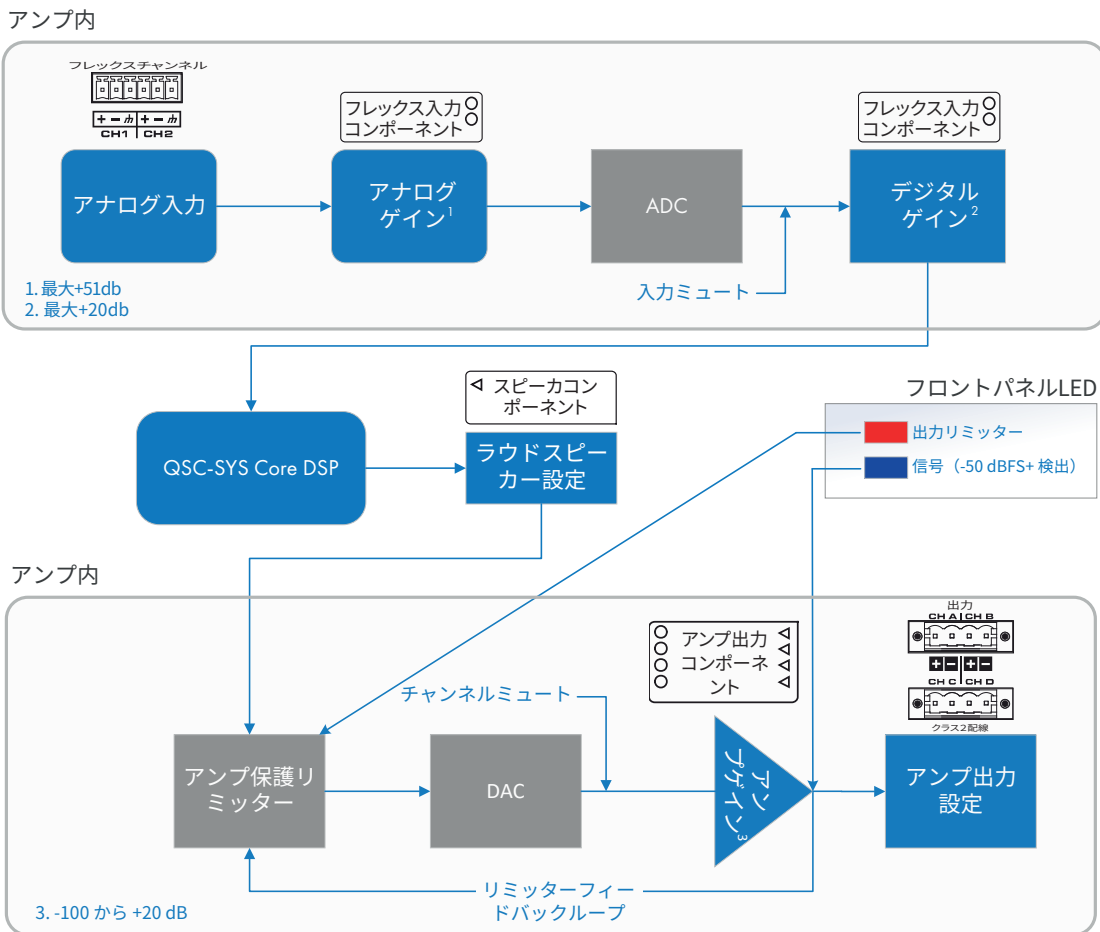 アンプ内
フレックスチャンネル
+ - ⏚ + - ⏚
CH1 CH2
フレックス入力
コンポーネント
フレックス入力
コンポーネント
アナログ入力
アナログ
ゲイン1
ADC
デジタル
ゲイン2
入力ミュート
1. 最大+51db
2. 最大+20db
スピーカコン
ポーネント
フロントパネルLED
出力リミッター
信号（-50 dBFS+ 検出）
QSC-SYS Core DSP
ラウドスピー
カー設定
アンプ内
出力
CH A CH B
+ - + -
CH C CH D
クラス2配線
アンプ出力
コンポーネ
ント
チャンネルミュート
アンプ保護リ
ミッター
DAC
アン
プゲイン3
アンプ出力
設定
リミッターフィー
ドバックループ
3. -100 から +20 dB